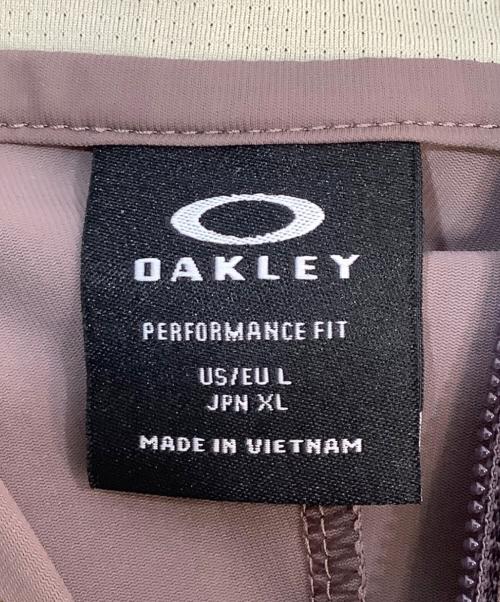 OAKLEY
PERFORMANCE FIT
US/EU L
JPN XL
MADE IN VIETNAM